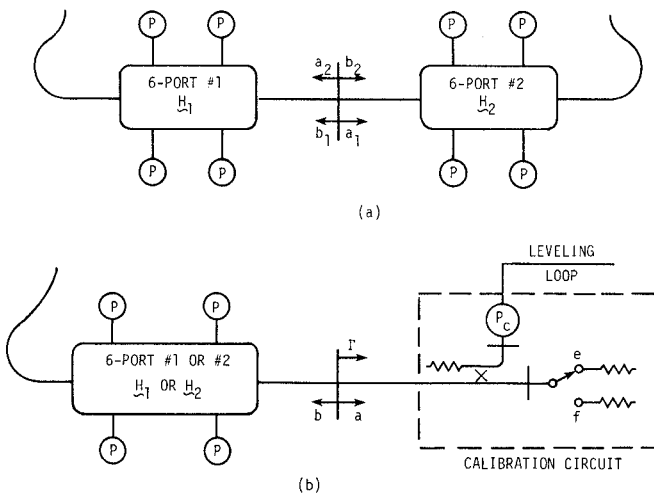 P P P P
6-PORT #1
H1
a2 b2
b1 a1
6-PORT #2
H2
P P P P
(a)
LEVELING
LOOP
Pc
P P
6-PORT #1 OR #2
H1 OR H2
Γ
b a
e
f
P P
CALIBRATION CIRCUIT
(b)